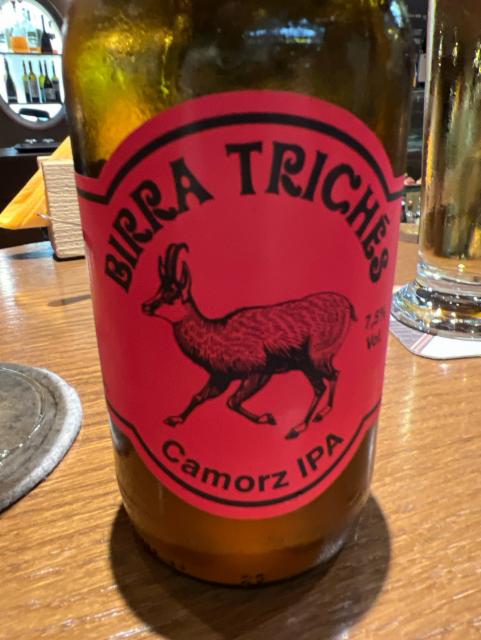 BIRRA TRICHÉS
7,5%
Vol.
Camorz IPA